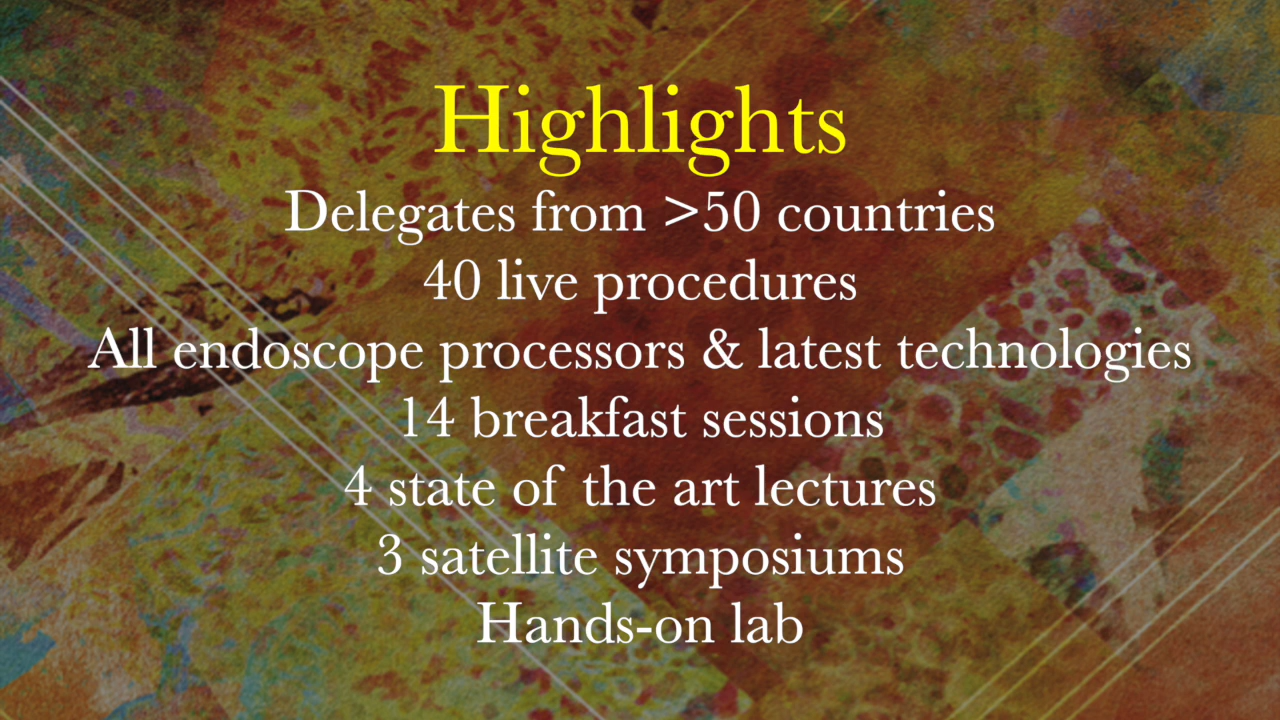 Highlights
Delegates from >50 countries
40 live procedures
All endoscope processors & latest technologies
14 breakfast sessions
4 state of the art lectures
3 satellite symposiums
Hands-on lab